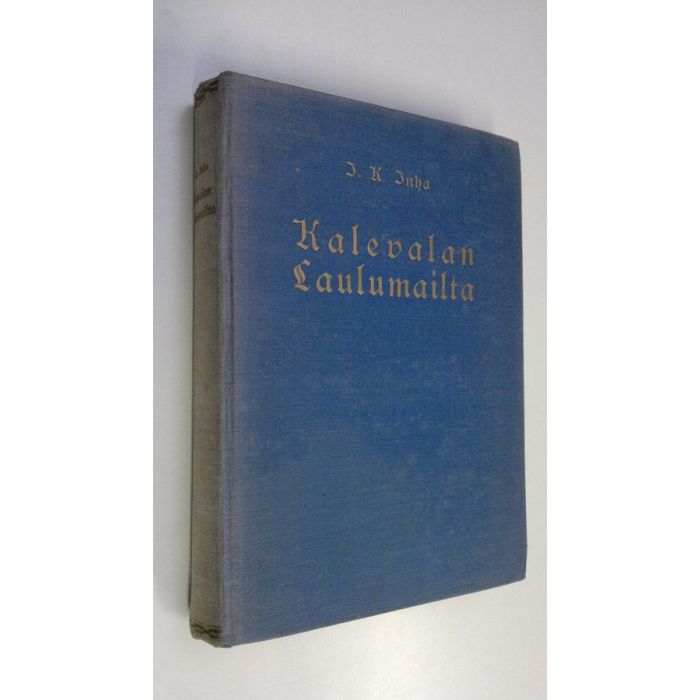 I. K. Inha
Kalevalan
Laulumailta